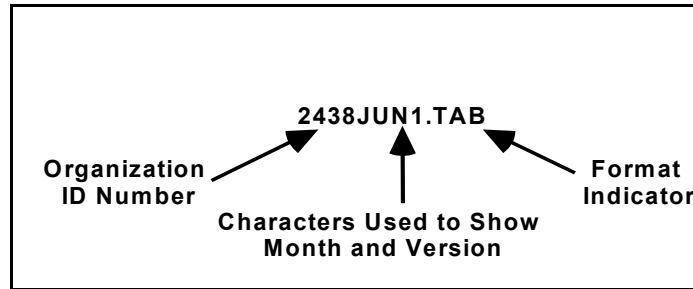 2438JUN1.TAB
Organization
ID Number
Characters Used to Show
Month and Version
Format
Indicator